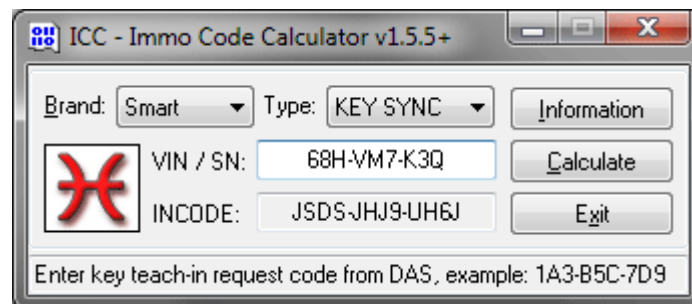 ICC - Immo Code Calculator v1.5.5+
Brand: Smart Type: KEY SYNC Information
VIN / SN: 68H-VM7-K3Q Calculate
INCODE: JSDS-JHJ9-UH6J Exit
Enter key teach-in request code from DAS, example: 1A3-B5C-7D9